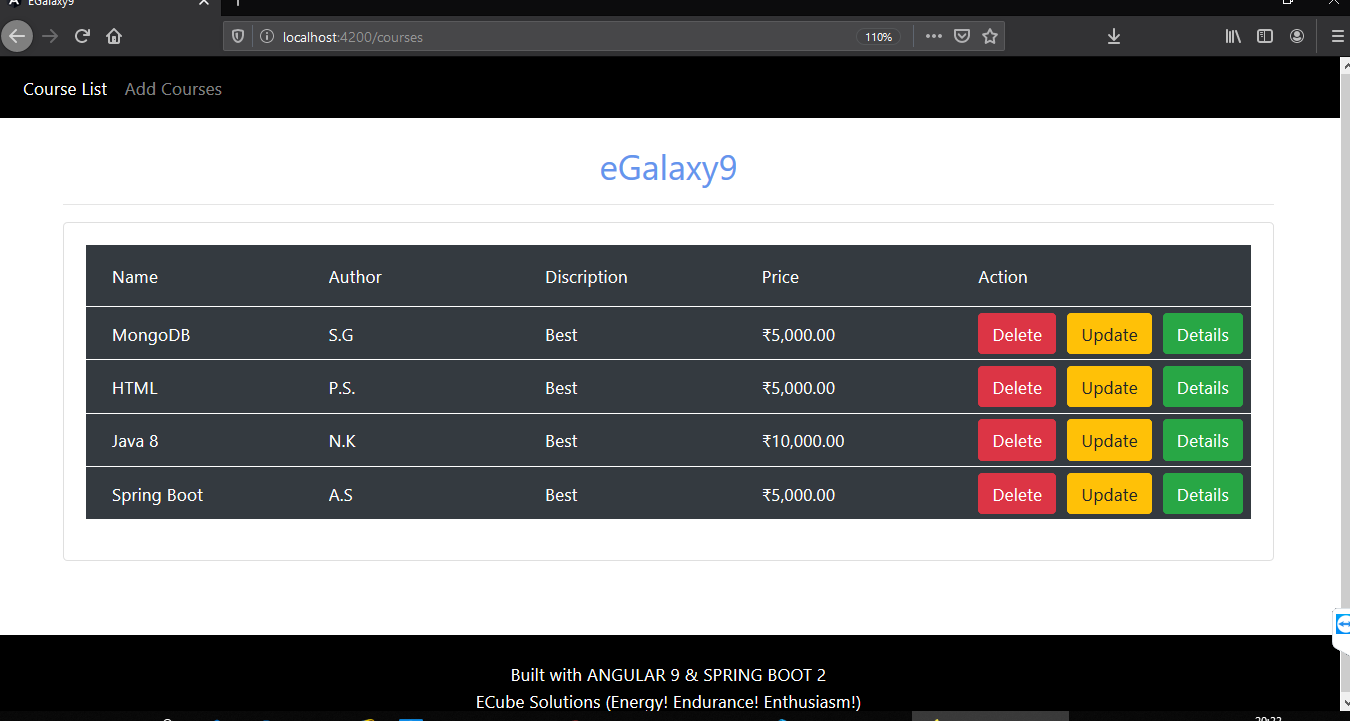 EGalaxy9
localhost:4200/courses 110%
Course List Add Courses
eGalaxy9
Name Author Discription Price Action
MongoDB S.G Best ₹5,000.00 Delete Update Details
HTML P.S. Best ₹5,000.00 Delete Update Details
Java 8 N.K Best ₹10,000.00 Delete Update Details
Spring Boot A.S Best ₹5,000.00 Delete Update Details
Built with ANGULAR 9 & SPRING BOOT 2
ECube Solutions (Energy! Endurance! Enthusiasm!)